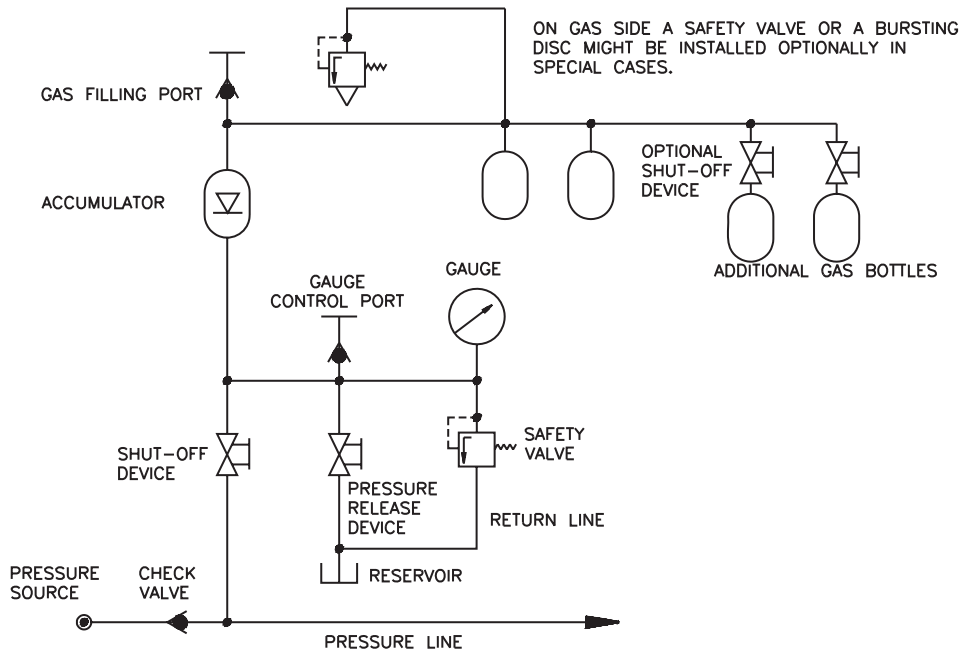 ON GAS SIDE A SAFETY VALVE OR A BURSTING
DISC MIGHT BE INSTALLED OPTIONALLY IN
SPECIAL CASES.
GAS FILLING PORT
OPTIONAL
SHUT-OFF
DEVICE
ACCUMULATOR
ADDITIONAL GAS BOTTLES
GAUGE
CONTROL PORT
GAUGE
SHUT-OFF
DEVICE
SAFETY
VALVE
PRESSURE
RELEASE
DEVICE
RETURN LINE
RESERVOIR
PRESSURE
SOURCE
CHECK
VALVE
PRESSURE LINE